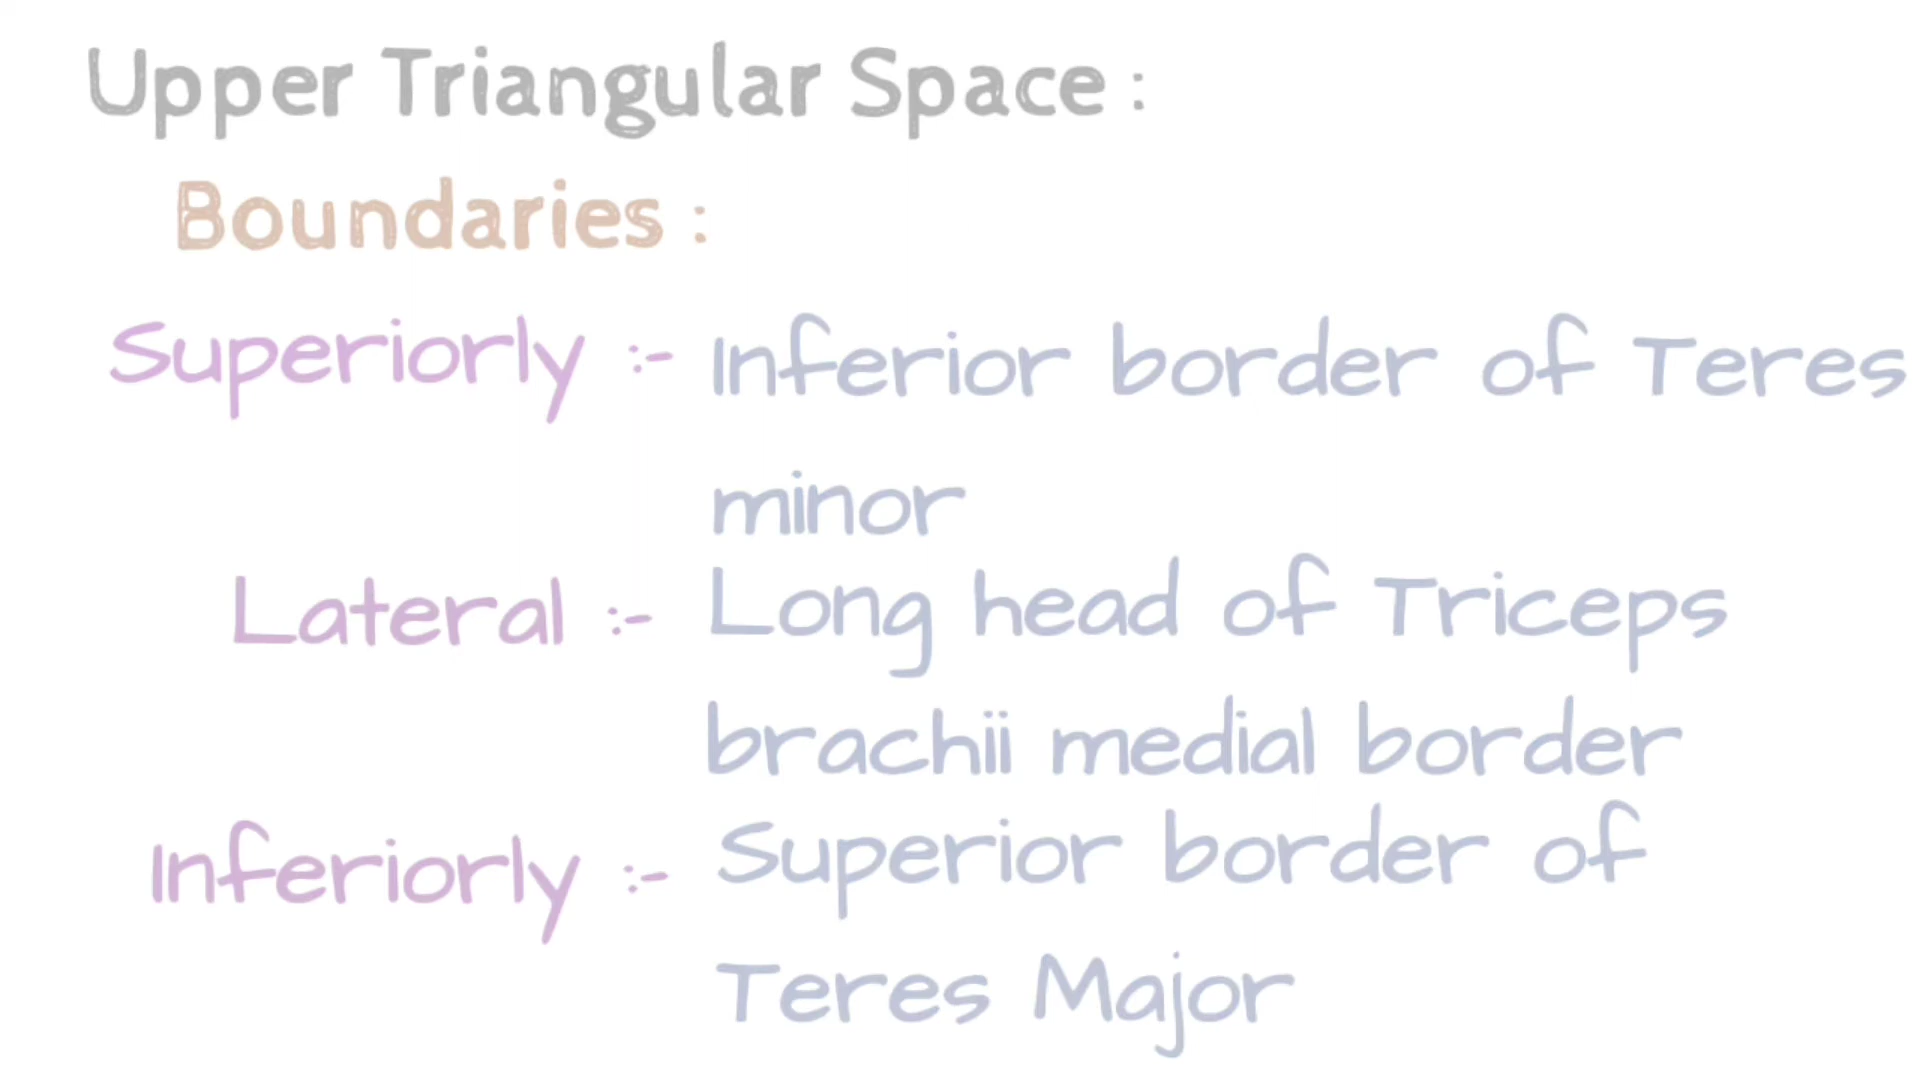 Upper Triangular Space :
Boundaries :
Superiorly :- Inferior border of Teres
minor
Lateral :- Long head of Triceps
brachii medial border
Inferiorly :- Superior border of
Teres Major